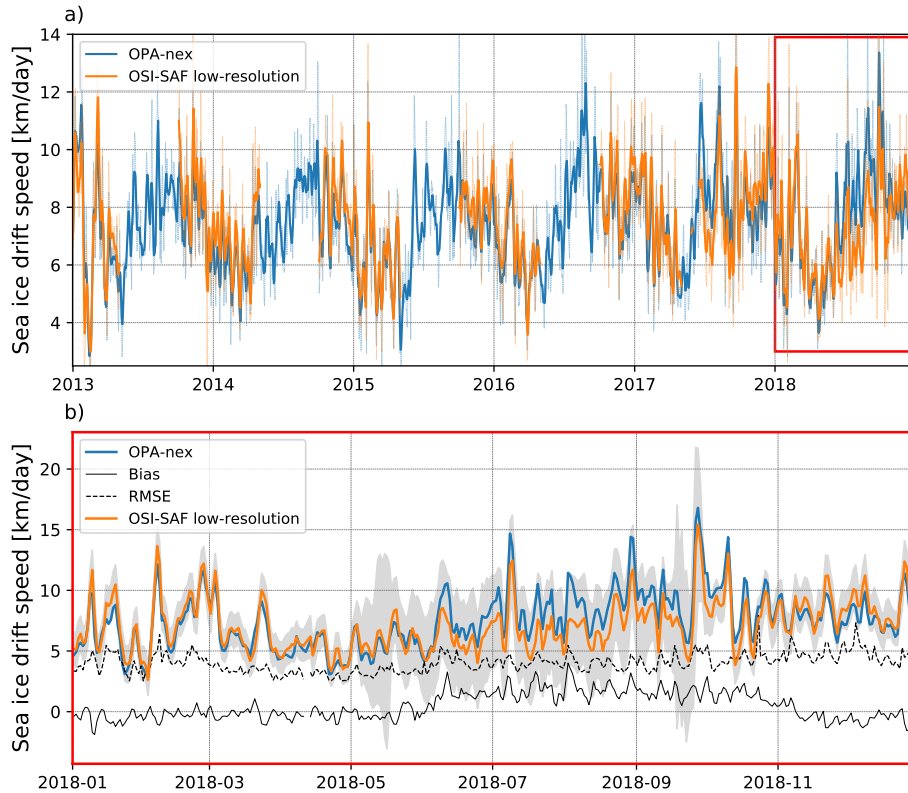 a)
Sea ice drift speed [km/day]
14
12
10
8
6
4
OPA-nex
OSI-SAF low-resolution
2013
2014
2015
2016
2017
2018
b)
Sea ice drift speed [km/day]
20
15
10
5
0
OPA-nex
Bias
RMSE
OSI-SAF low-resolution
2018-01
2018-03
2018-05
2018-07
2018-09
2018-11